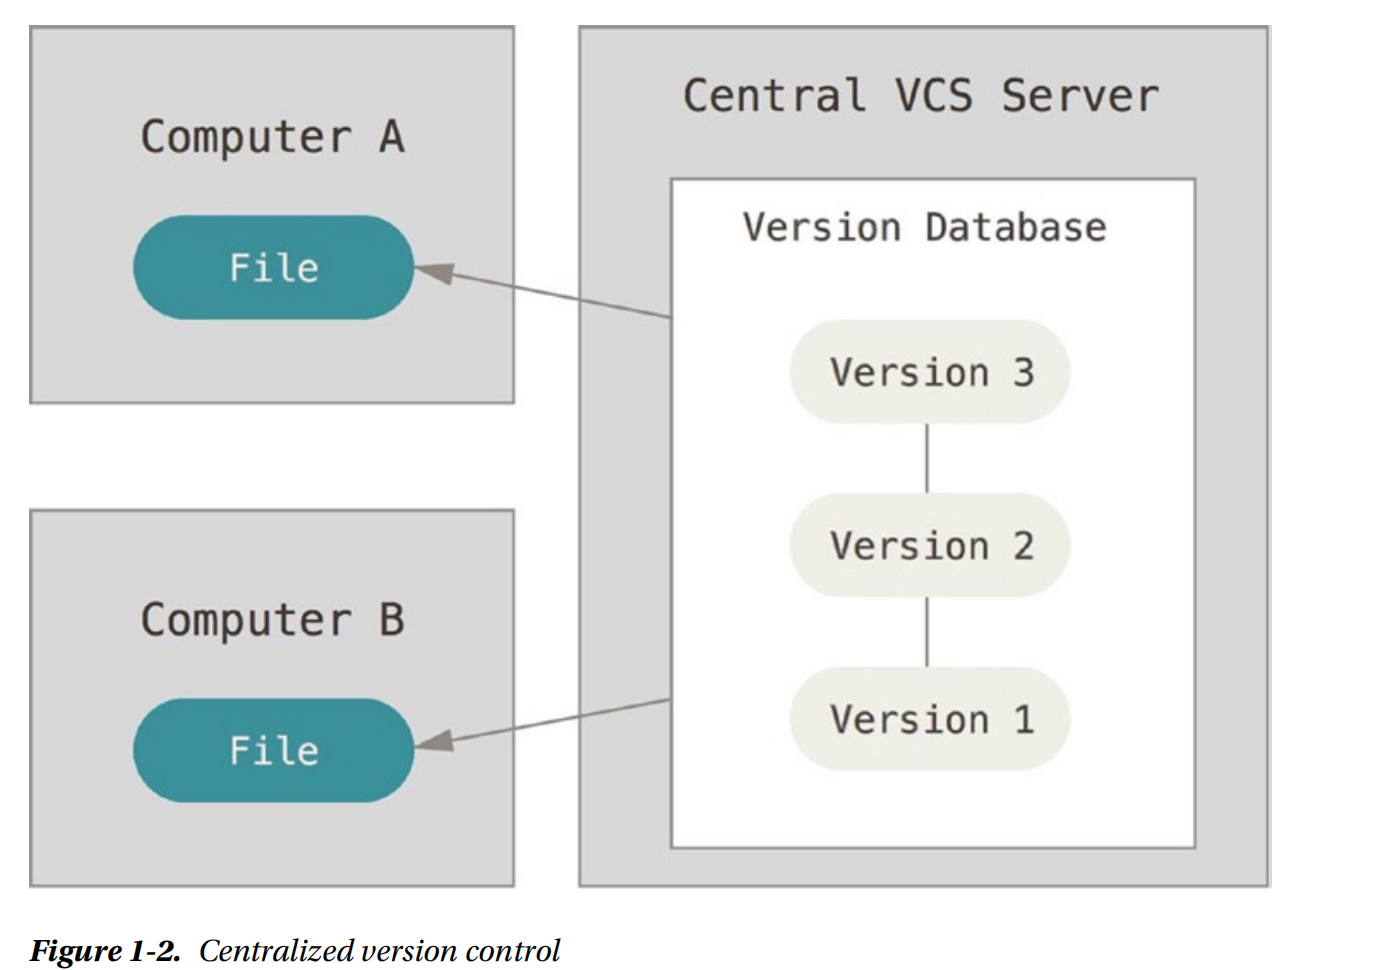 Computer A
File
Computer B
File
Central VCS Server
Version Database
Version 3
Version 2
Version 1
Figure 1-2. Centralized version control